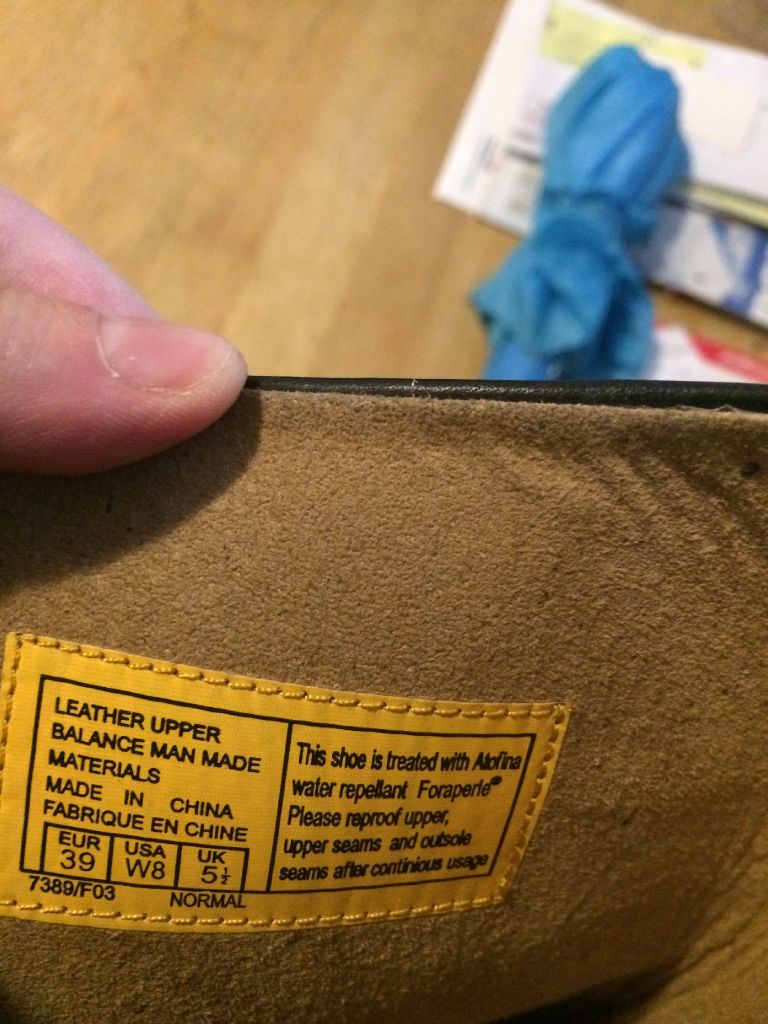 LEATHER UPPER
BALANCE MAN MADE
MATERIALS
MADE IN CHINA
FABRIQUE EN CHINE
EUR USA UK
39 W8 5½
7389/F03 NORMAL
This shoe is treated with Atofina
water repellant Foraperle®
Please reproof upper,
upper seams and outsole
seams after continious usage